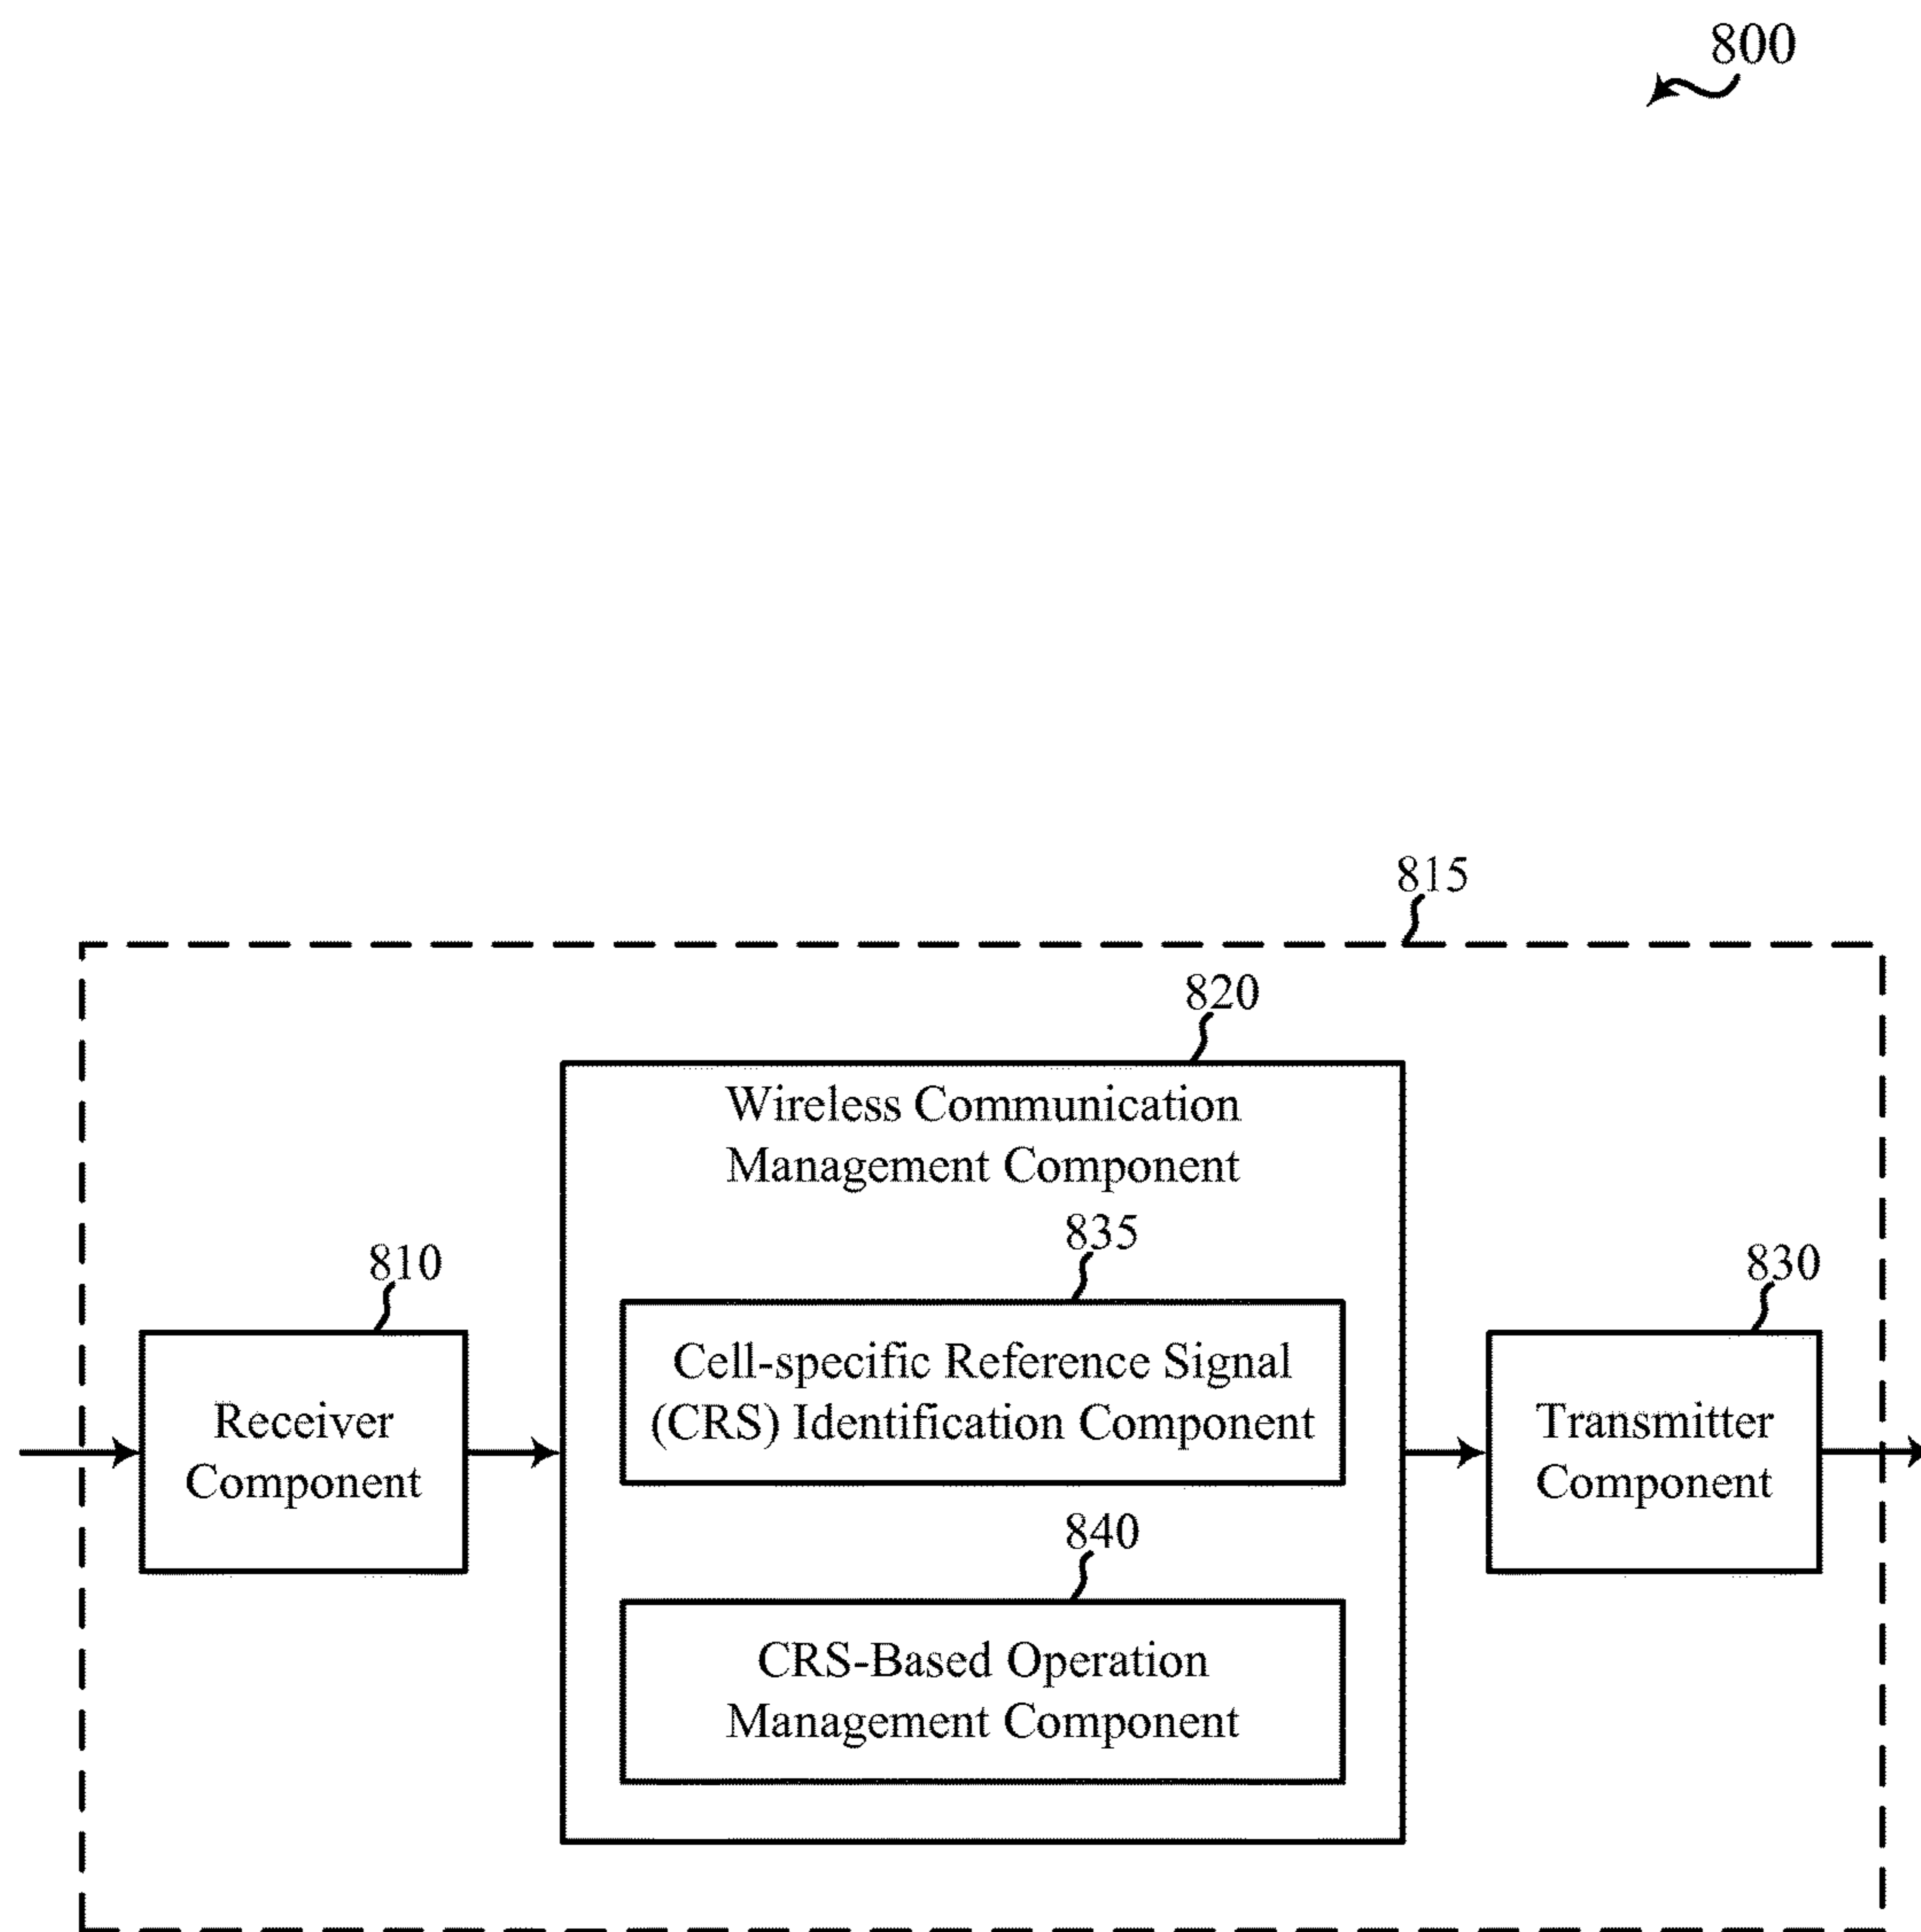 800
815
820
Wireless Communication
Management Component
835
810
830
Cell-specific Reference Signal
(CRS) Identification Component
Receiver
Component
Transmitter
Component
840
CRS-Based Operation
Management Component